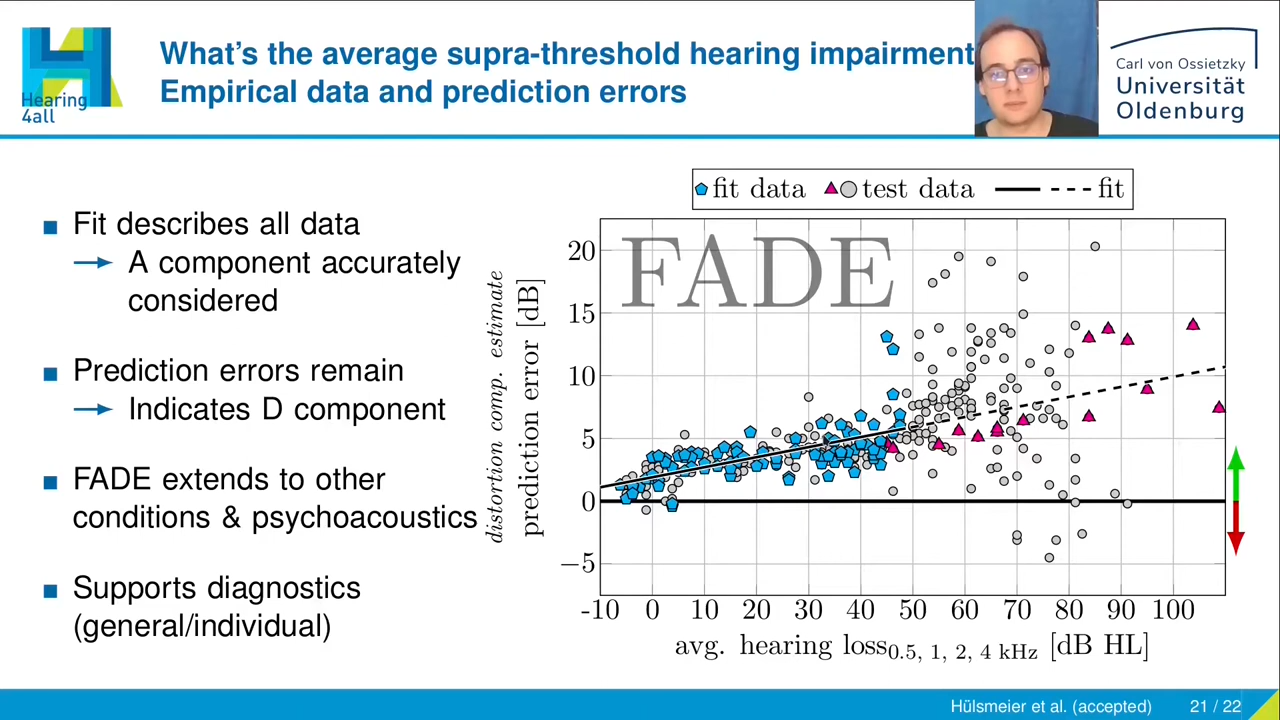 Hearing
4all
What's the average supra-threshold hearing impairment
Empirical data and prediction errors
Carl von Ossietzky
Universität
Oldenburg
Fit describes all data
→ A component accurately
considered
Prediction errors remain
→ Indicates D component
FADE extends to other
conditions & psychoacoustics
Supports diagnostics
(general/individual)
fit data test data fit
FADE
distortion comp. estimate
prediction error [dB]
20
15
10
5
0
−5
-10 0 10 20 30 40 50 60 70 80 90 100
avg. hearing loss0.5, 1, 2, 4 kHz [dB HL]
Hülsmeier et al. (accepted) 21 / 22